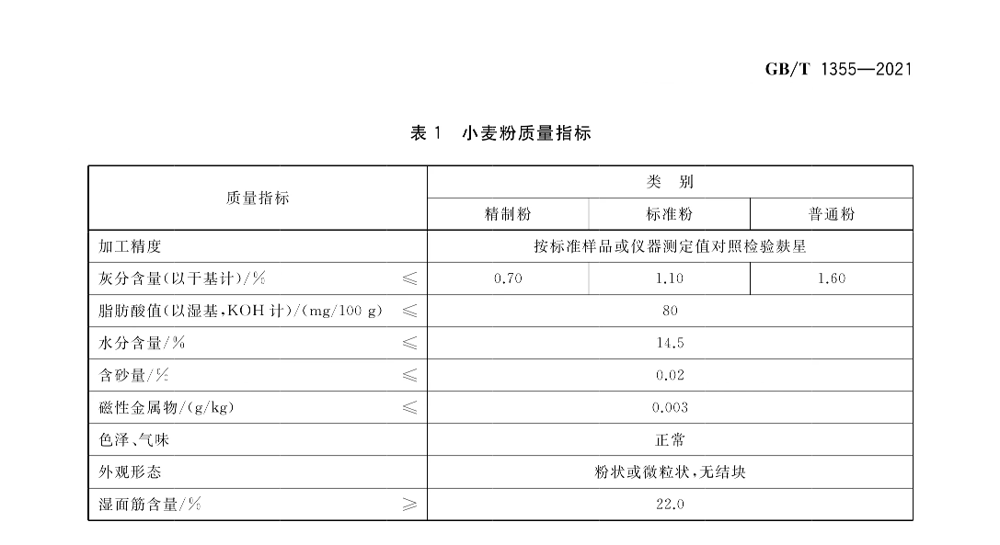 GB/T 1355—2021
表 1 小麦粉质量指标
质量指标 类 别
精制粉 标准粉 普通粉
加工精度 按标准样品或仪器测定值对照检验麸星
灰分含量(以干基计)/% ≤ 0.70 1.10 1.60
脂肪酸值(以湿基,KOH 计)/(mg/100 g) ≤ 80
水分含量/% ≤ 14.5
含砂量/% ≤ 0.02
磁性金属物/(g/kg) ≤ 0.003
色泽、气味 正常
外观形态 粉状或微粒状,无结块
湿面筋含量/% ≥ 22.0